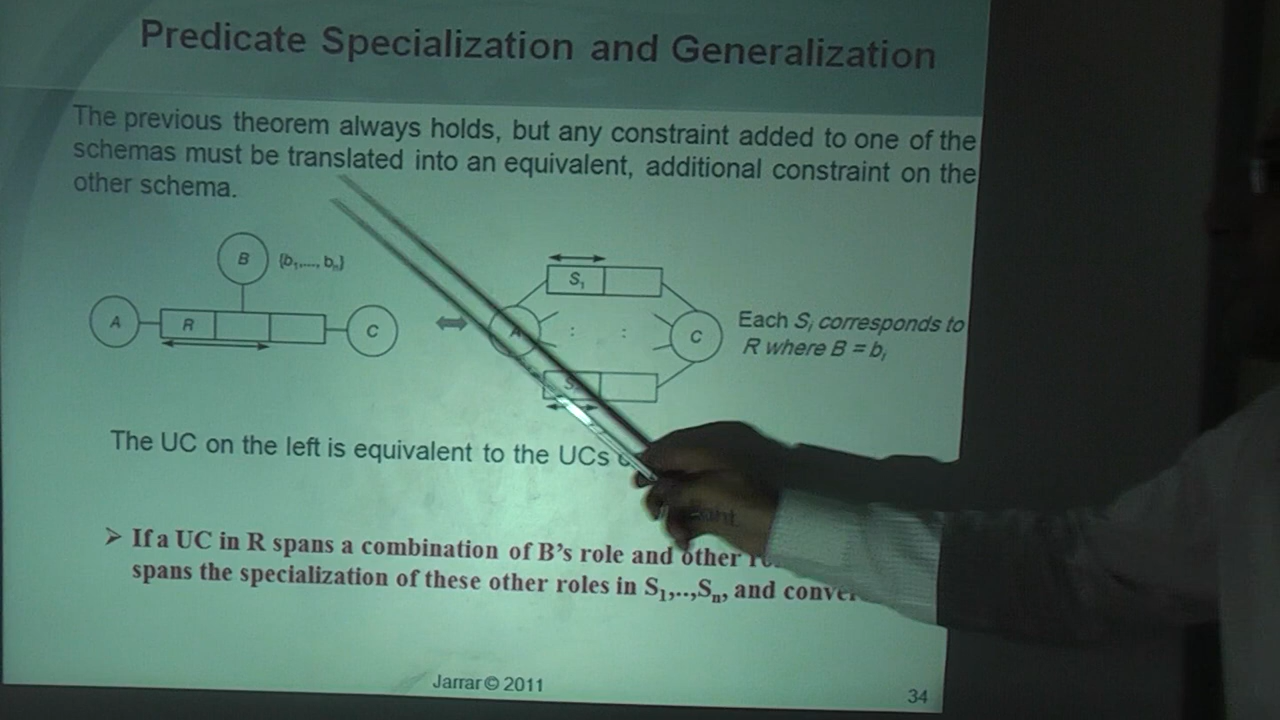 Predicate Specialization and Generalization
The previous theorem always holds, but any constraint added to one of the
schemas must be translated into an equivalent, additional constraint on the
other schema.
B {b₁,...., bₙ}
A R C
A S₁ C
Each Sᵢ corresponds to
R where B = bᵢ
The UC on the left is equivalent to the UCs
➢ If a UC in R spans a combination of B's role and other
spans the specialization of these other roles in S₁,..,Sₙ, and
Jarrar © 2011
34